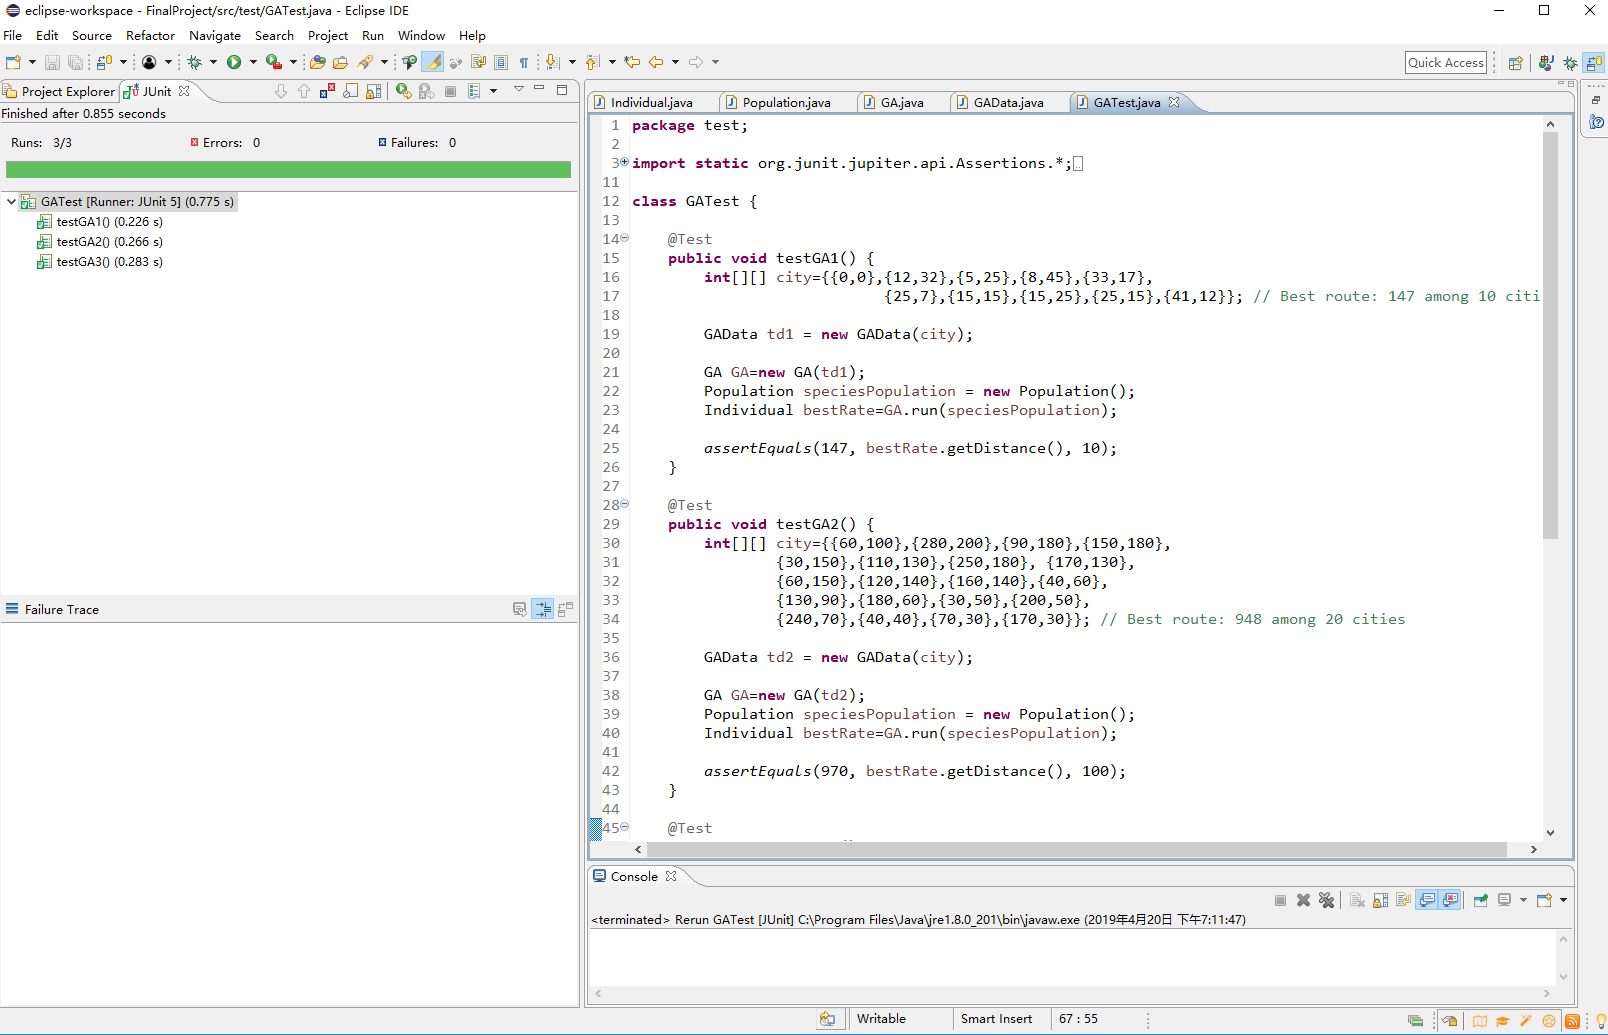 eclipse-workspace - FinalProject/src/test/GATest.java - Eclipse IDE
File Edit Source Refactor Navigate Search Project Run Window Help
Quick Access
Project Explorer JUnit
Finished after 0.855 seconds
Runs: 3/3 Errors: 0 Failures: 0
GATest [Runner: JUnit 5] (0.775 s)
testGA1() (0.226 s)
testGA2() (0.266 s)
testGA3() (0.283 s)
Failure Trace
Individual.java Population.java GA.java GAData.java GATest.java
1 package test;
2
3 import static org.junit.jupiter.api.Assertions.*;
11
12 class GATest {
13
14 @Test
15 public void testGA1() {
16 int[][] city={{0,0},{12,32},{5,25},{8,45},{33,17},
17 {25,7},{15,15},{15,25},{25,15},{41,12}}; // Best route: 147 among 10 citi
18
19 GAData td1 = new GAData(city);
20
21 GA GA=new GA(td1);
22 Population speciesPopulation = new Population();
23 Individual bestRate=GA.run(speciesPopulation);
24
25 assertEquals(147, bestRate.getDistance(), 10);
26 }
27
28 @Test
29 public void testGA2() {
30 int[][] city={{60,100},{280,200},{90,180},{150,180},
31 {30,150},{110,130},{250,180}, {170,130},
32 {60,150},{120,140},{160,140},{40,60},
33 {130,90},{180,60},{30,50},{200,50},
34 {240,70},{40,40},{70,30},{170,30}}; // Best route: 948 among 20 cities
35
36 GAData td2 = new GAData(city);
37
38 GA GA=new GA(td2);
39 Population speciesPopulation = new Population();
40 Individual bestRate=GA.run(speciesPopulation);
41
42 assertEquals(970, bestRate.getDistance(), 100);
43 }
44
45 @Test
Console
<terminated> Rerun GATest [JUnit] C:\Program Files\Java\jre1.8.0_201\bin\javaw.exe (2019年4月20日 下午7:11:47)
Writable Smart Insert 67 : 55